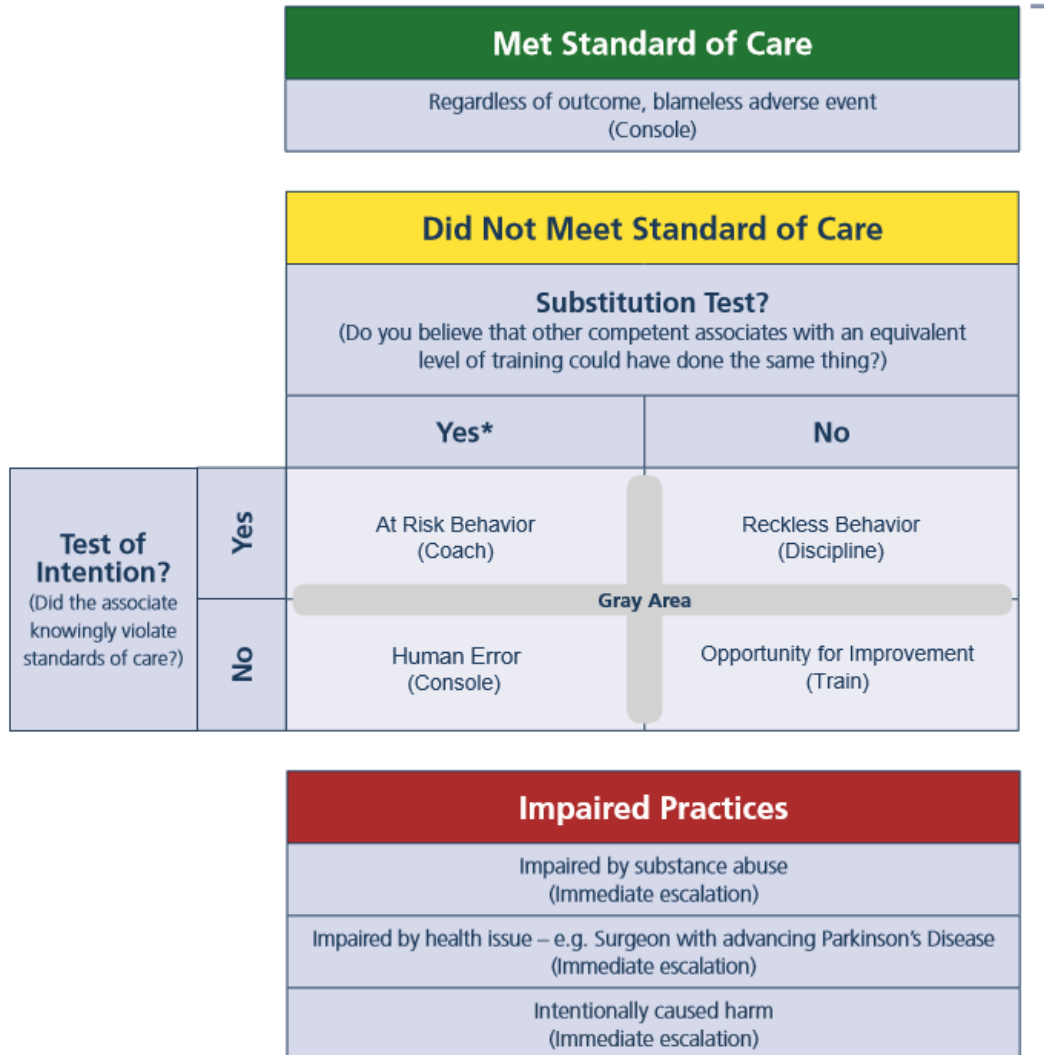 Met Standard of Care
Regardless of outcome, blameless adverse event
(Console)
Did Not Meet Standard of Care
Substitution Test?
(Do you believe that other competent associates with an equivalent
level of training could have done the same thing?)
Yes*
No
Test of
Intention?
(Did the associate
knowingly violate
standards of care?)
Yes
At Risk Behavior
(Coach)
Reckless Behavior
(Discipline)
Gray Area
No
Human Error
(Console)
Opportunity for Improvement
(Train)
Impaired Practices
Impaired by substance abuse
(Immediate escalation)
Impaired by health issue – e.g. Surgeon with advancing Parkinson's Disease
(Immediate escalation)
Intentionally caused harm
(Immediate escalation)